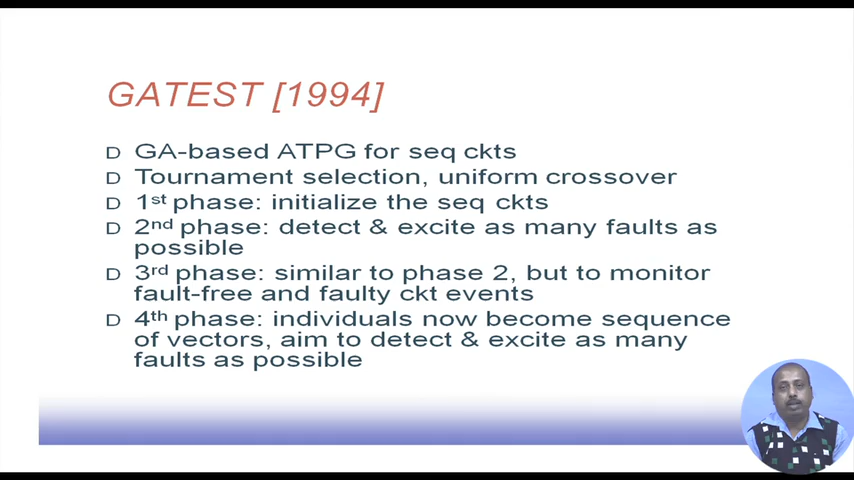 GATEST [1994]
D GA-based ATPG for seq ckts
D Tournament selection, uniform crossover
D 1st phase: initialize the seq ckts
D 2nd phase: detect & excite as many faults as
possible
D 3rd phase: similar to phase 2, but to monitor
fault-free and faulty ckt events
D 4th phase: individuals now become sequence
of vectors, aim to detect & excite as many
faults as possible